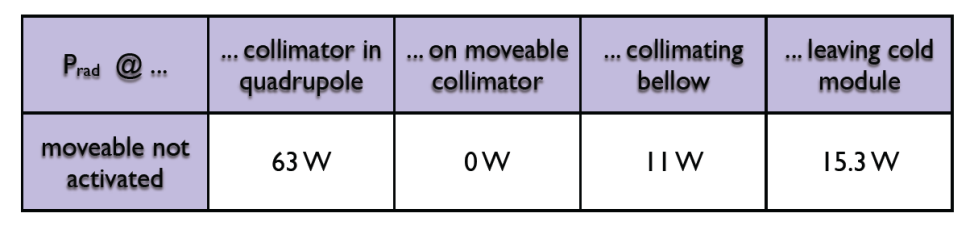 Prad @ ...
... collimator in
quadrupole
... on moveable
collimator
... collimating
bellow
... leaving cold
module
moveable not
activated
63 W
0 W
11 W
15.3 W